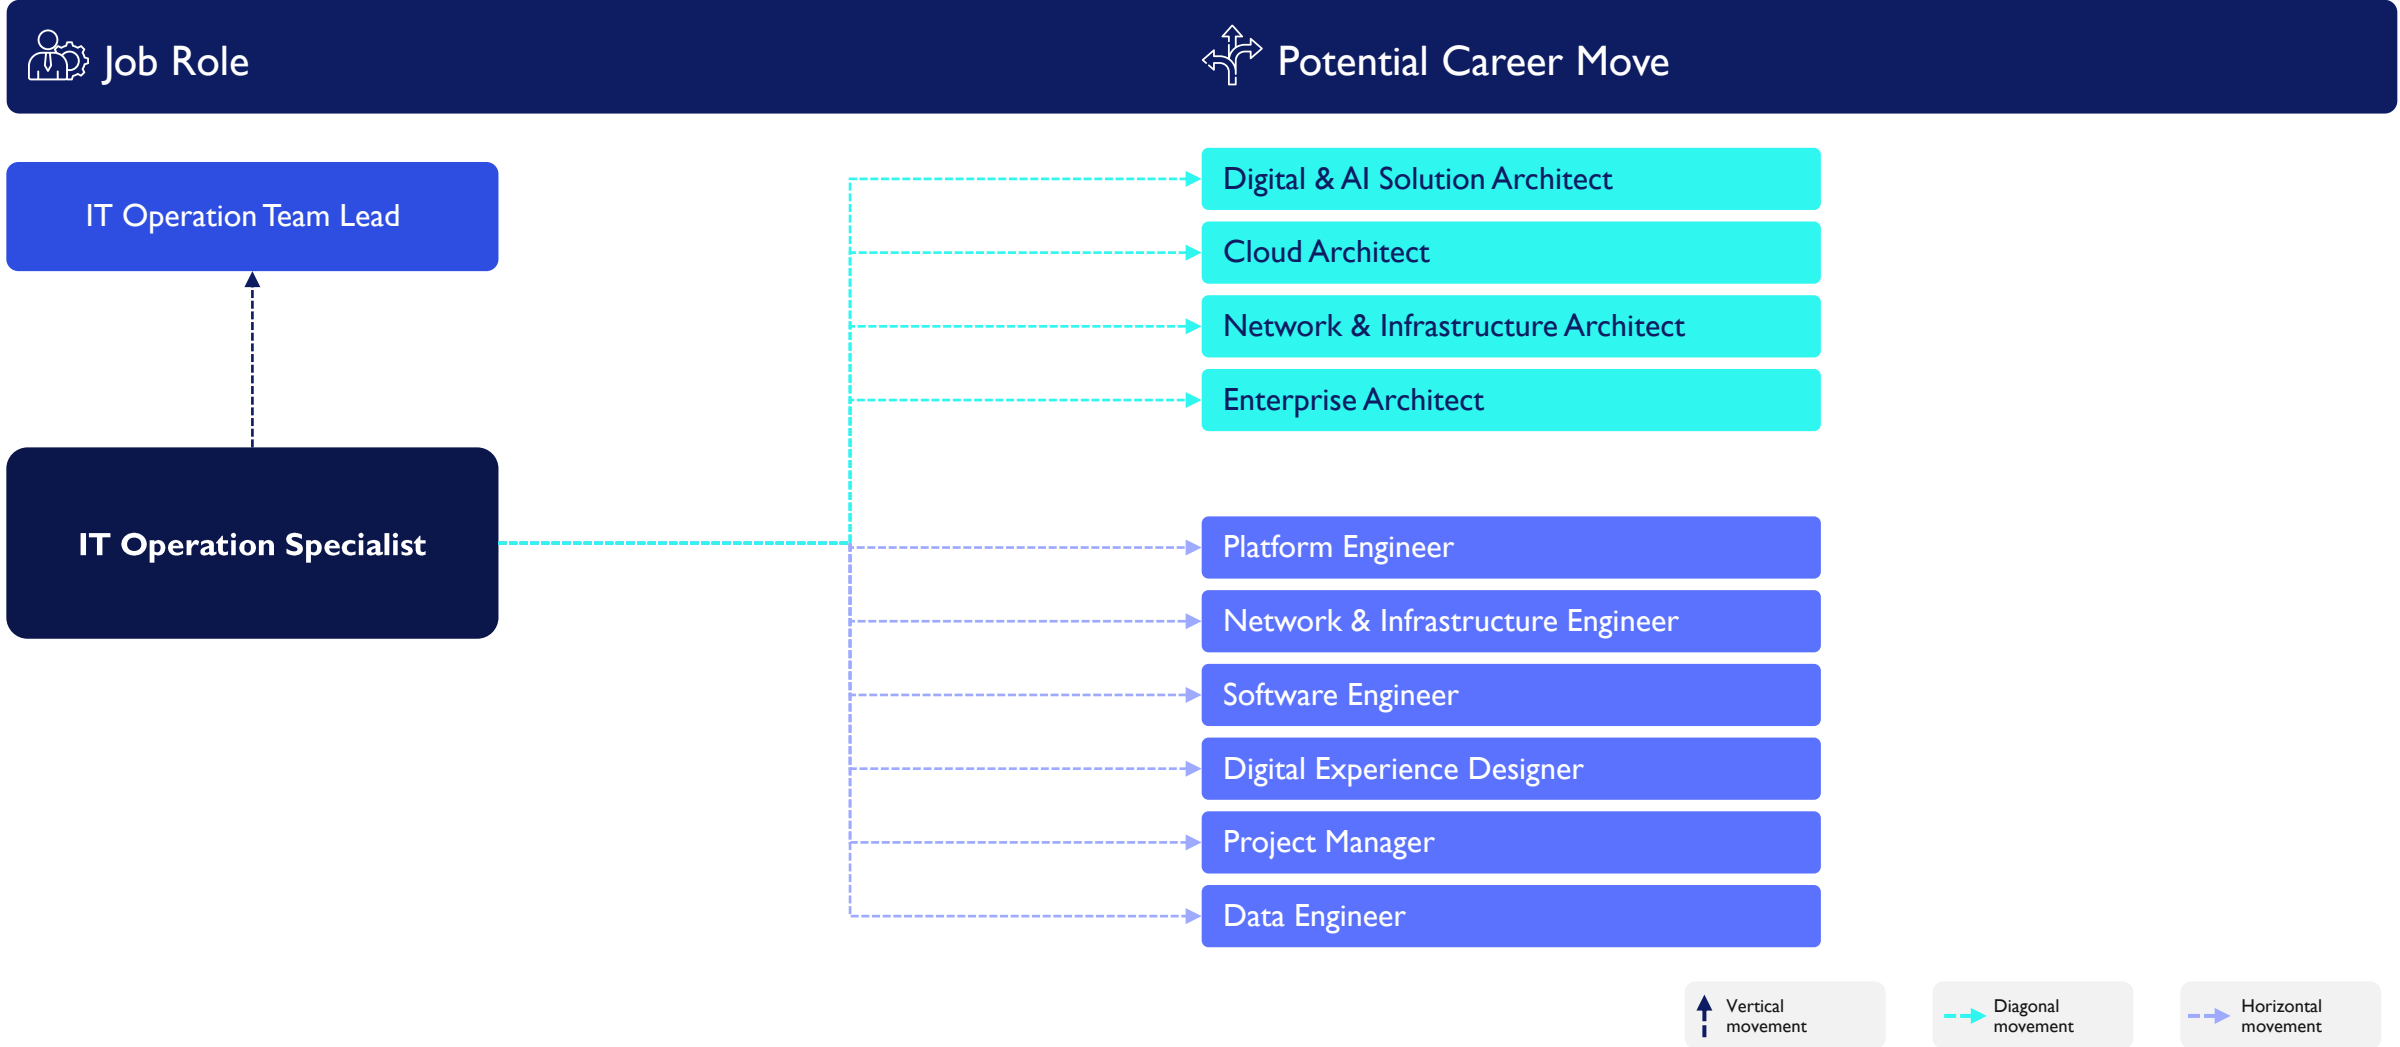 Job Role
Potential Career Move
IT Operation Team Lead
IT Operation Specialist
Digital & AI Solution Architect
Cloud Architect
Network & Infrastructure Architect
Enterprise Architect
Platform Engineer
Network & Infrastructure Engineer
Software Engineer
Digital Experience Designer
Project Manager
Data Engineer
Vertical
movement
Diagonal
movement
Horizontal
movement